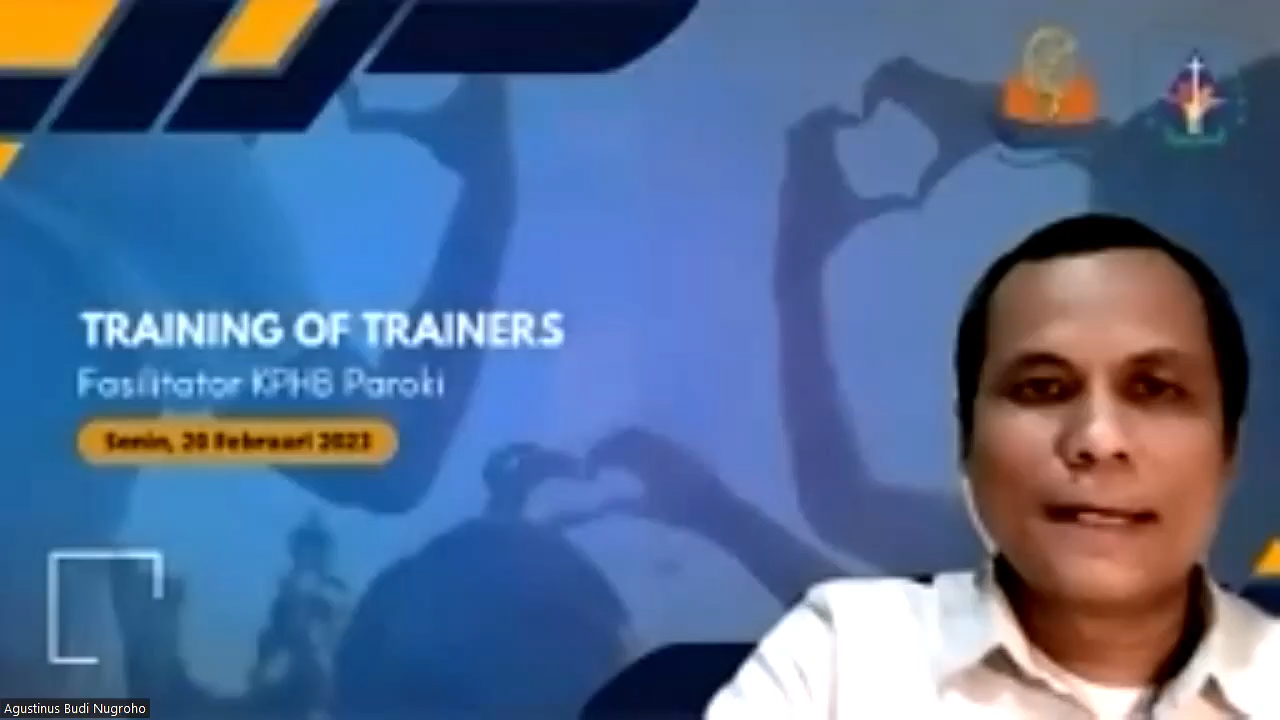 TRAINING OF TRAINERS
Fasilitator KPHB Paroki
Senin, 20 Februari 2023
Agustinus Budi Nugroho